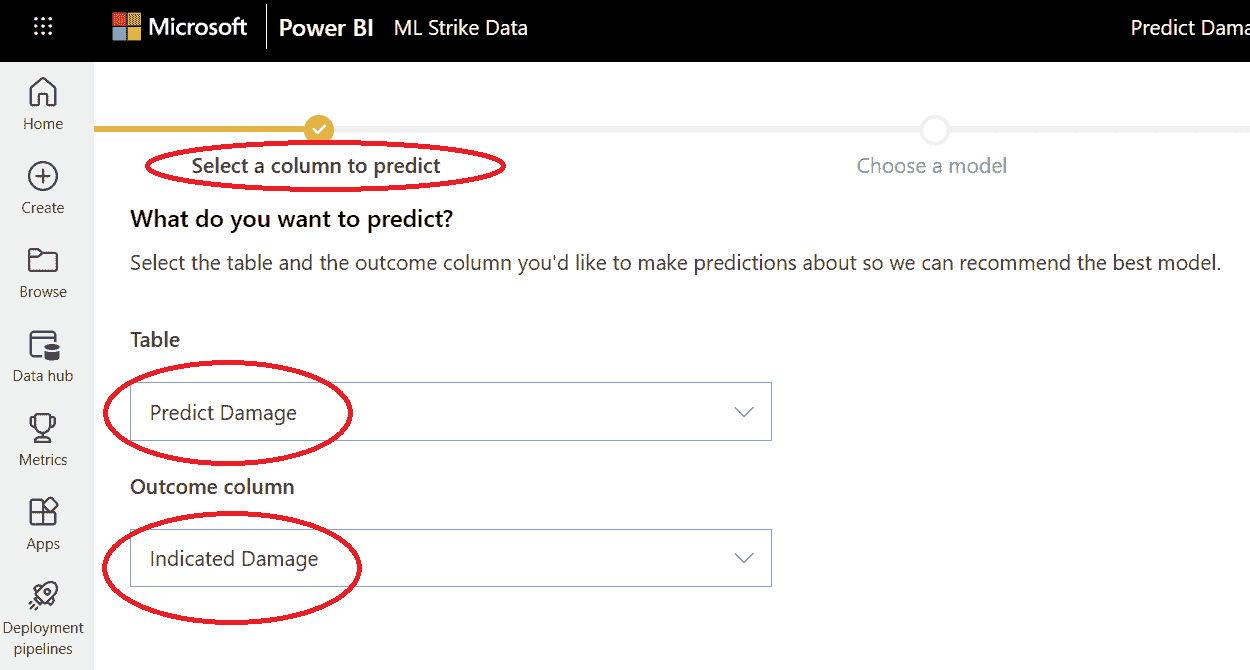 Microsoft Power BI ML Strike Data Predict Dama
Home
Create
Browse
Data hub
Metrics
Apps
Deployment
pipelines
Select a column to predict
Choose a model
What do you want to predict?
Select the table and the outcome column you'd like to make predictions about so we can recommend the best model.
Table
Predict Damage
Outcome column
Indicated Damage